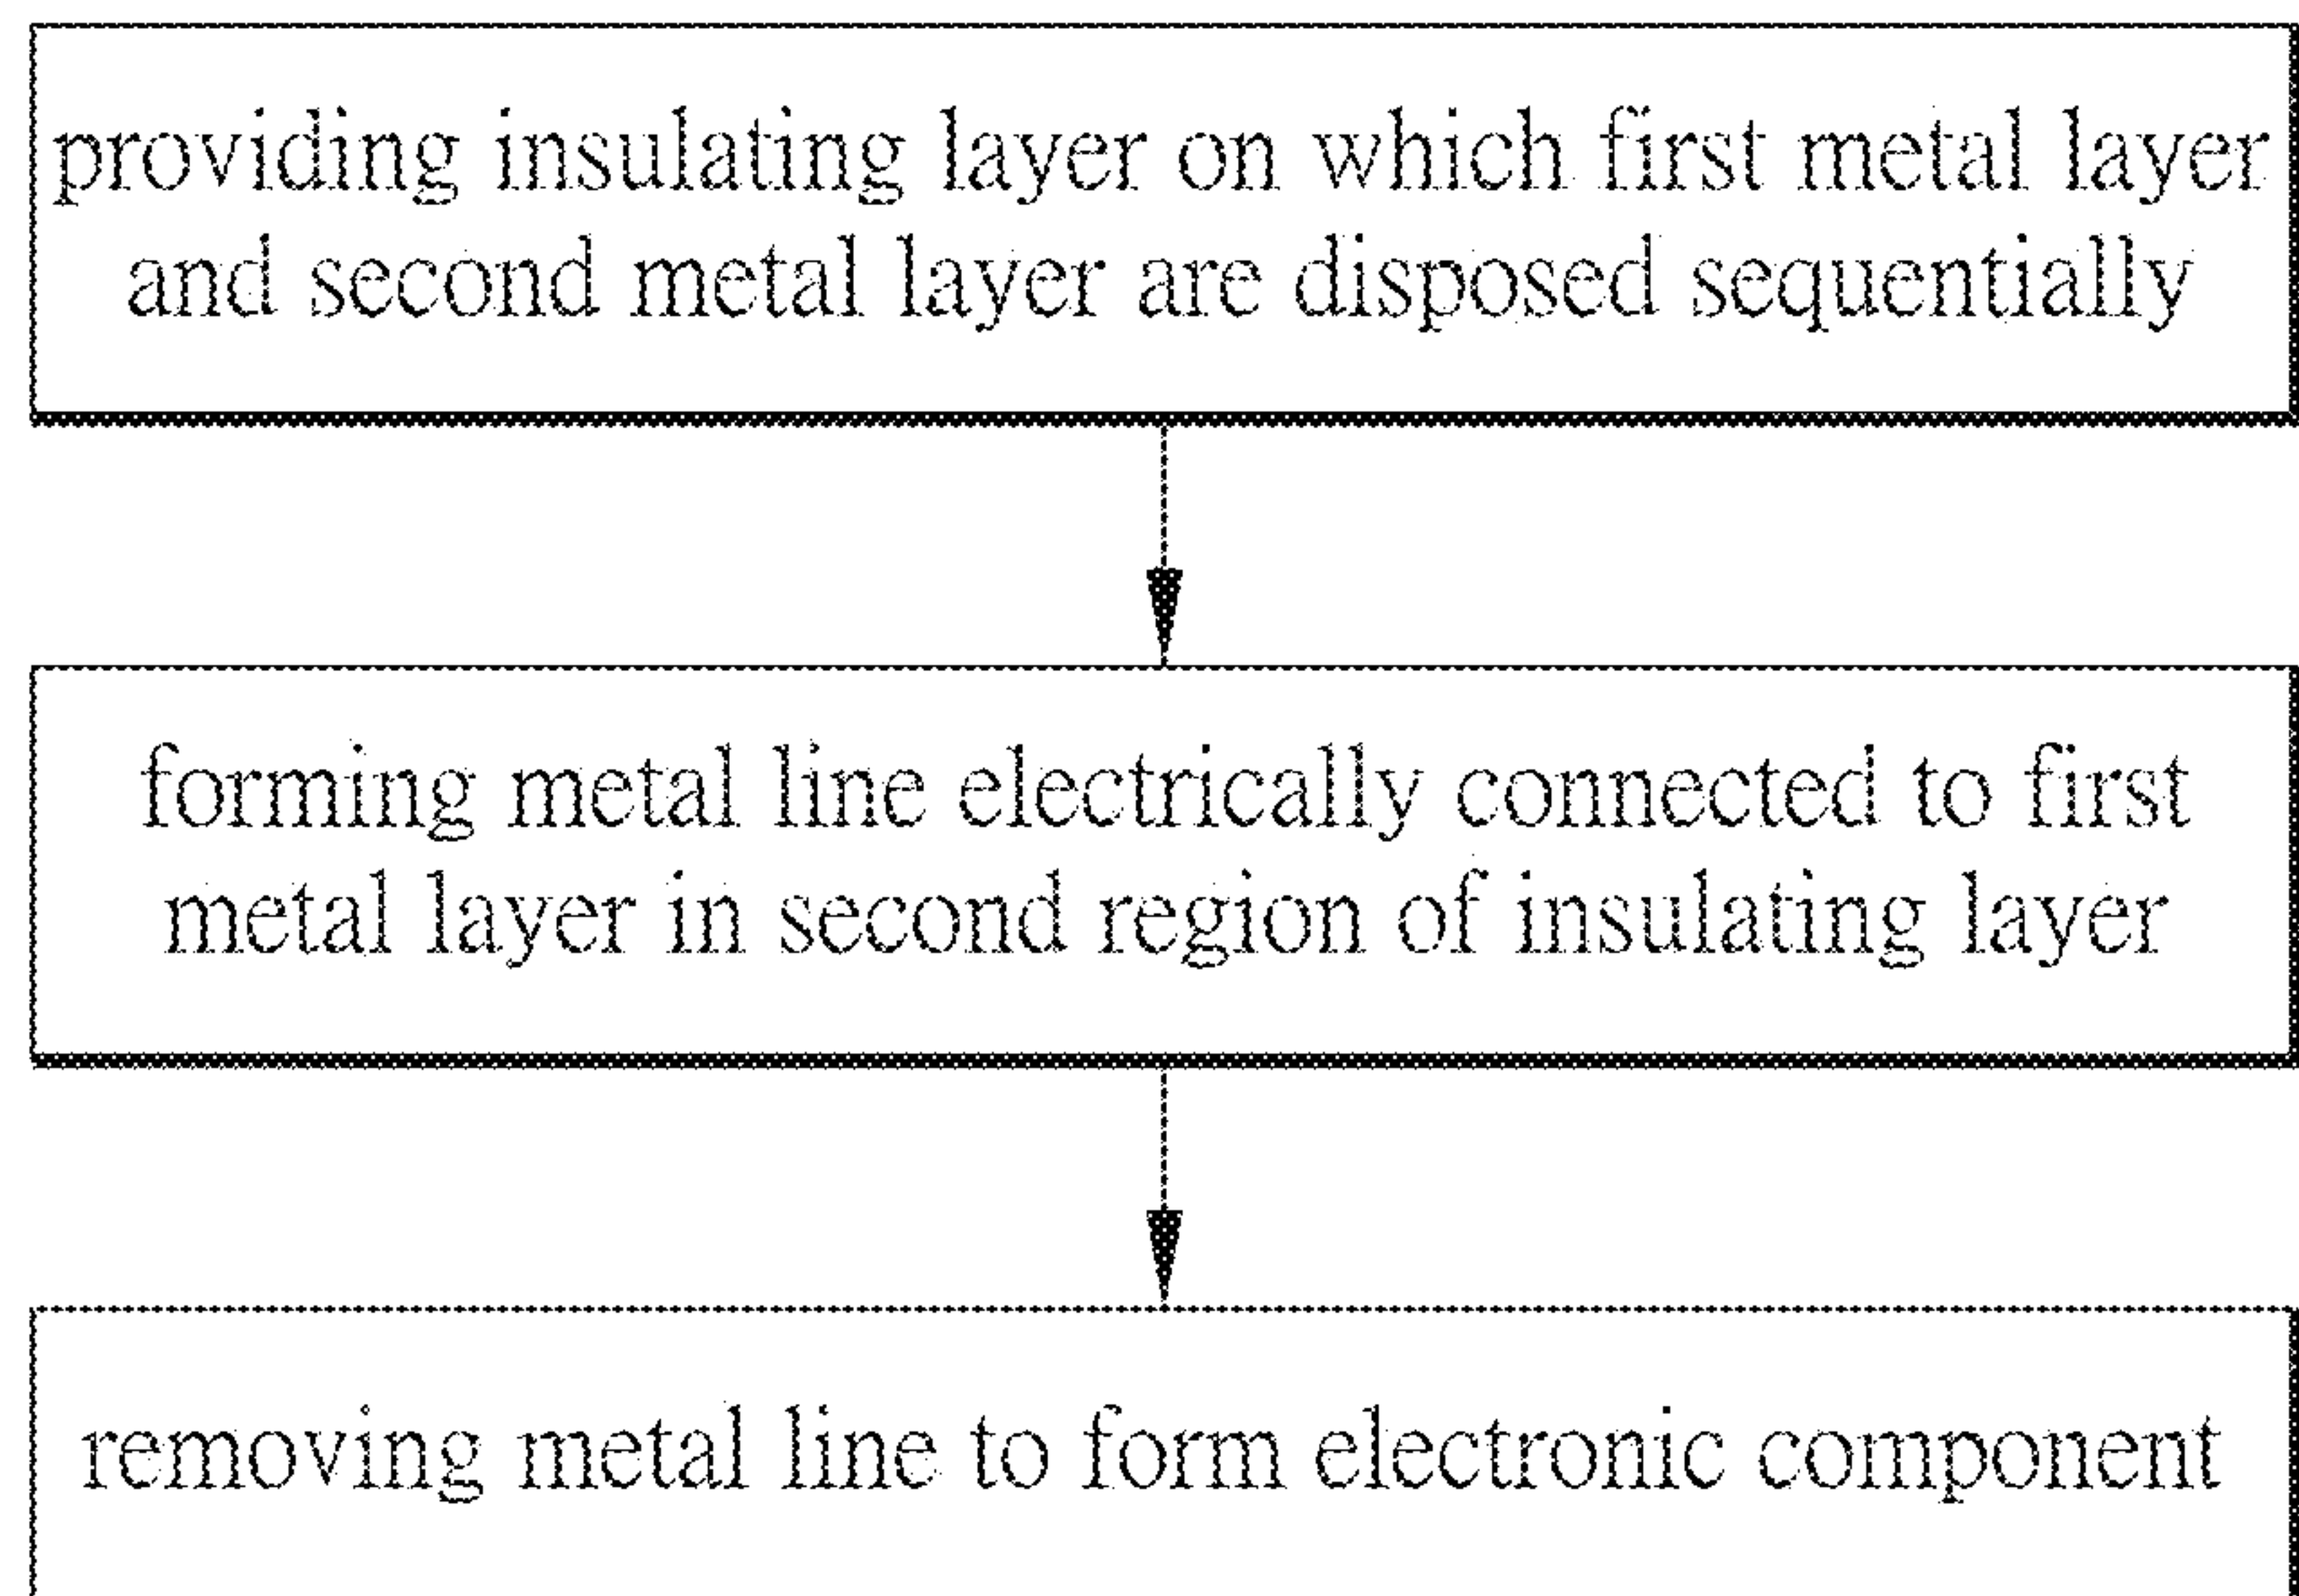 providing insulating layer on which first metal layer
and second metal layer are disposed sequentially
forming metal line electrically connected to first
metal layer in second region of insulating layer
removing metal line to form electronic component